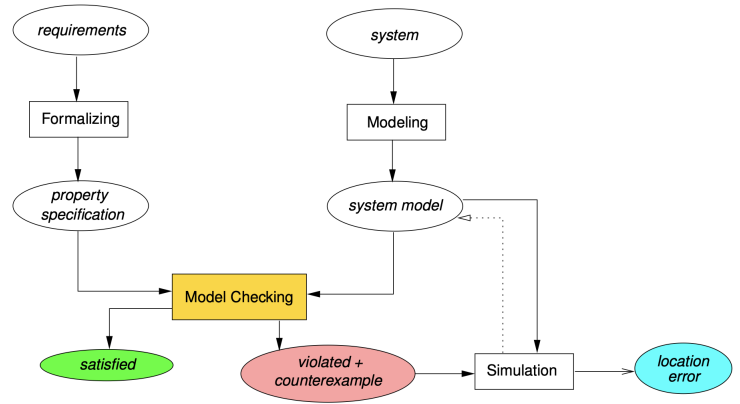 requirements
system
Formalizing
Modeling
property
specification
system model
Model Checking
satisfied
violated +
counterexample
Simulation
location
error